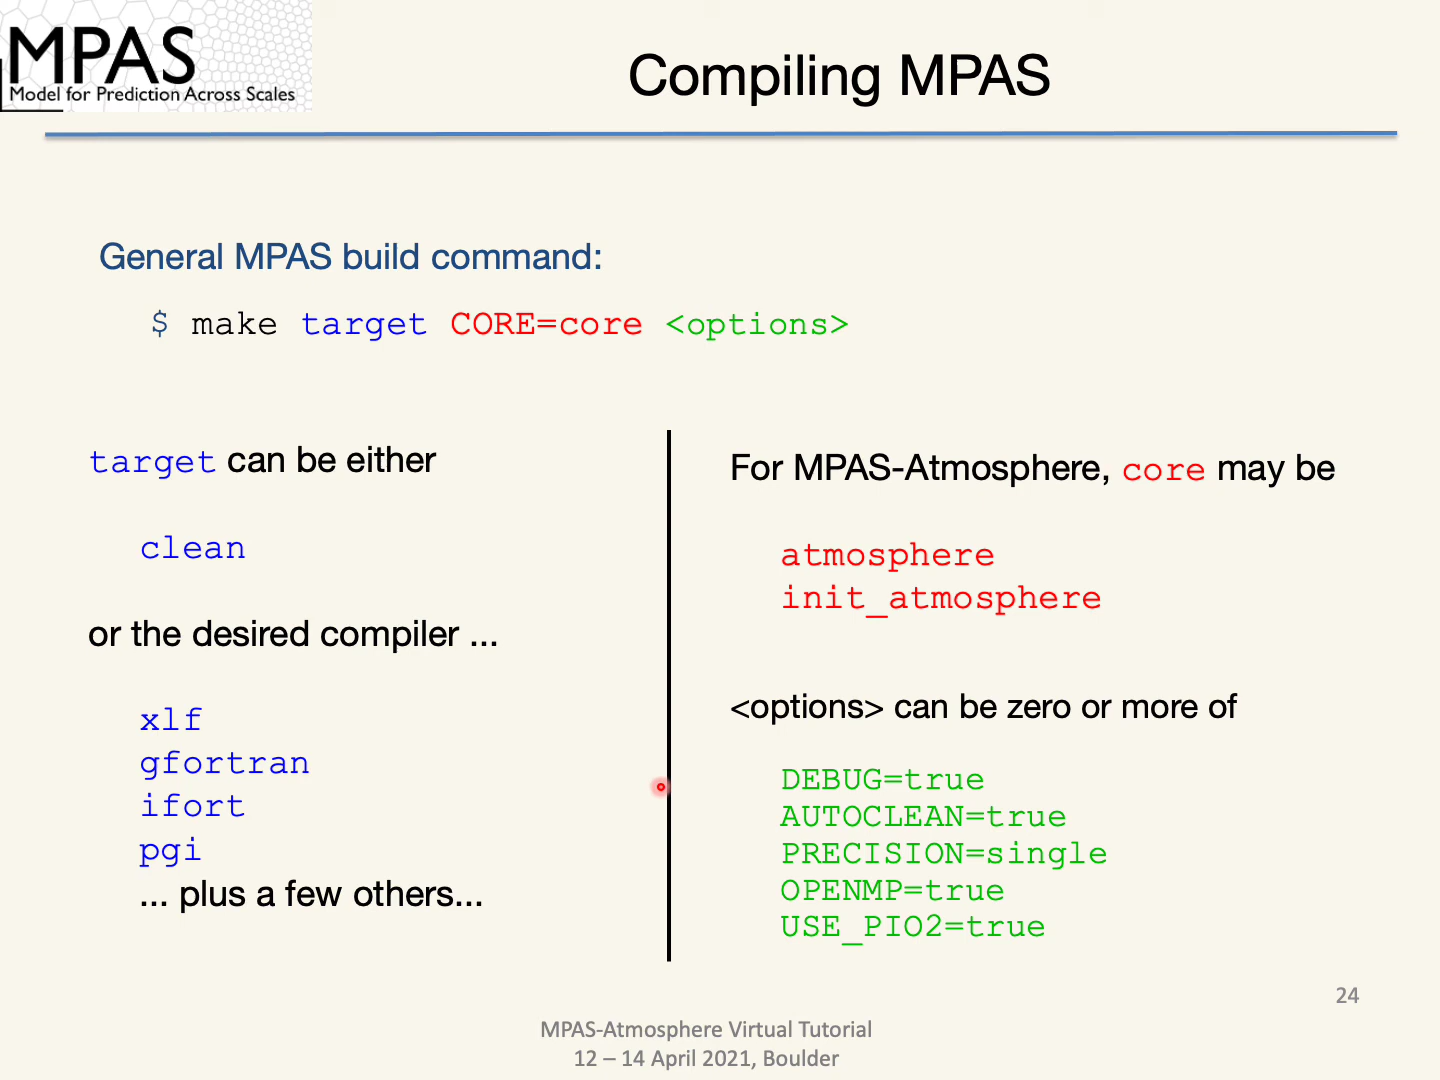 MPAS
Model for Prediction Across Scales
Compiling MPAS
General MPAS build command:
$ make target CORE=core <options>
target can be either
clean
or the desired compiler ...
xlf
gfortran
ifort
pgi
... plus a few others...
For MPAS-Atmosphere, core may be
atmosphere
init_atmosphere
<options> can be zero or more of
DEBUG=true
AUTOCLEAN=true
PRECISION=single
OPENMP=true
USE_PIO2=true
24
MPAS-Atmosphere Virtual Tutorial
12 – 14 April 2021, Boulder